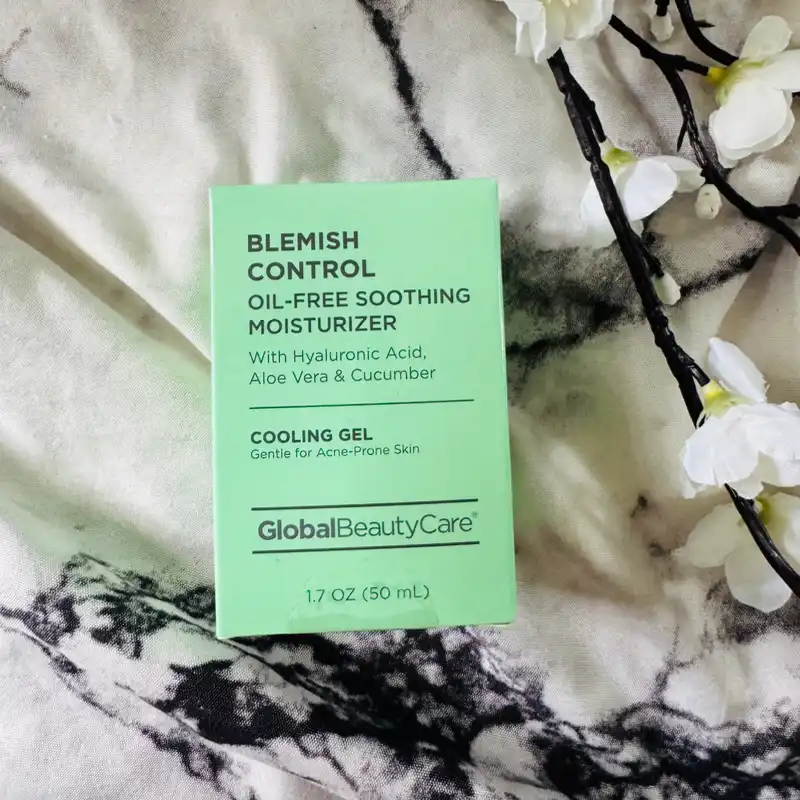 BLEMISH
CONTROL
OIL-FREE SOOTHING
MOISTURIZER
With Hyaluronic Acid,
Aloe Vera & Cucumber
COOLING GEL
Gentle for Acne-Prone Skin
GlobalBeautyCare®
1.7 OZ (50 mL)